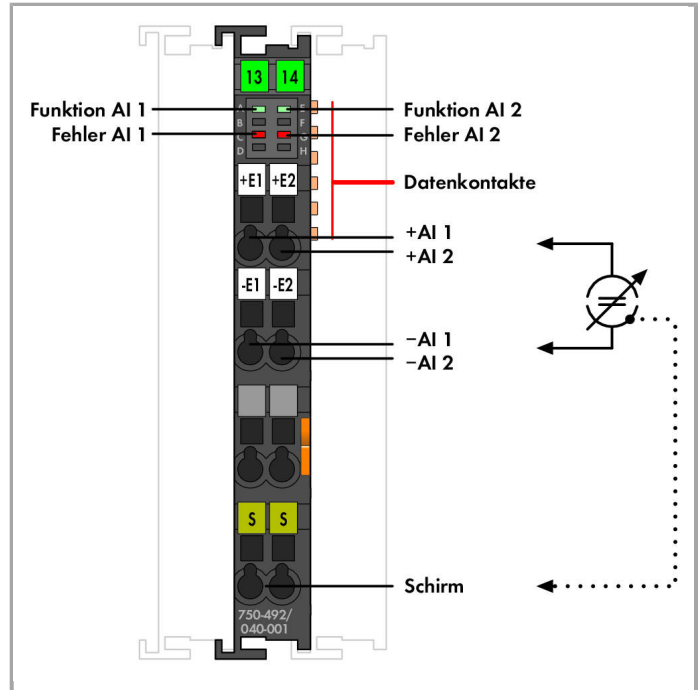 13 14
Funktion AI 1
Funktion AI 2
A E
B F
Fehler AI 1
C G
Fehler AI 2
D H
+E1 +E2
Datenkontakte
+AI 1
+AI 2
-E1 -E2
−AI 1
−AI 2
S S
Schirm
750-492/
040-001